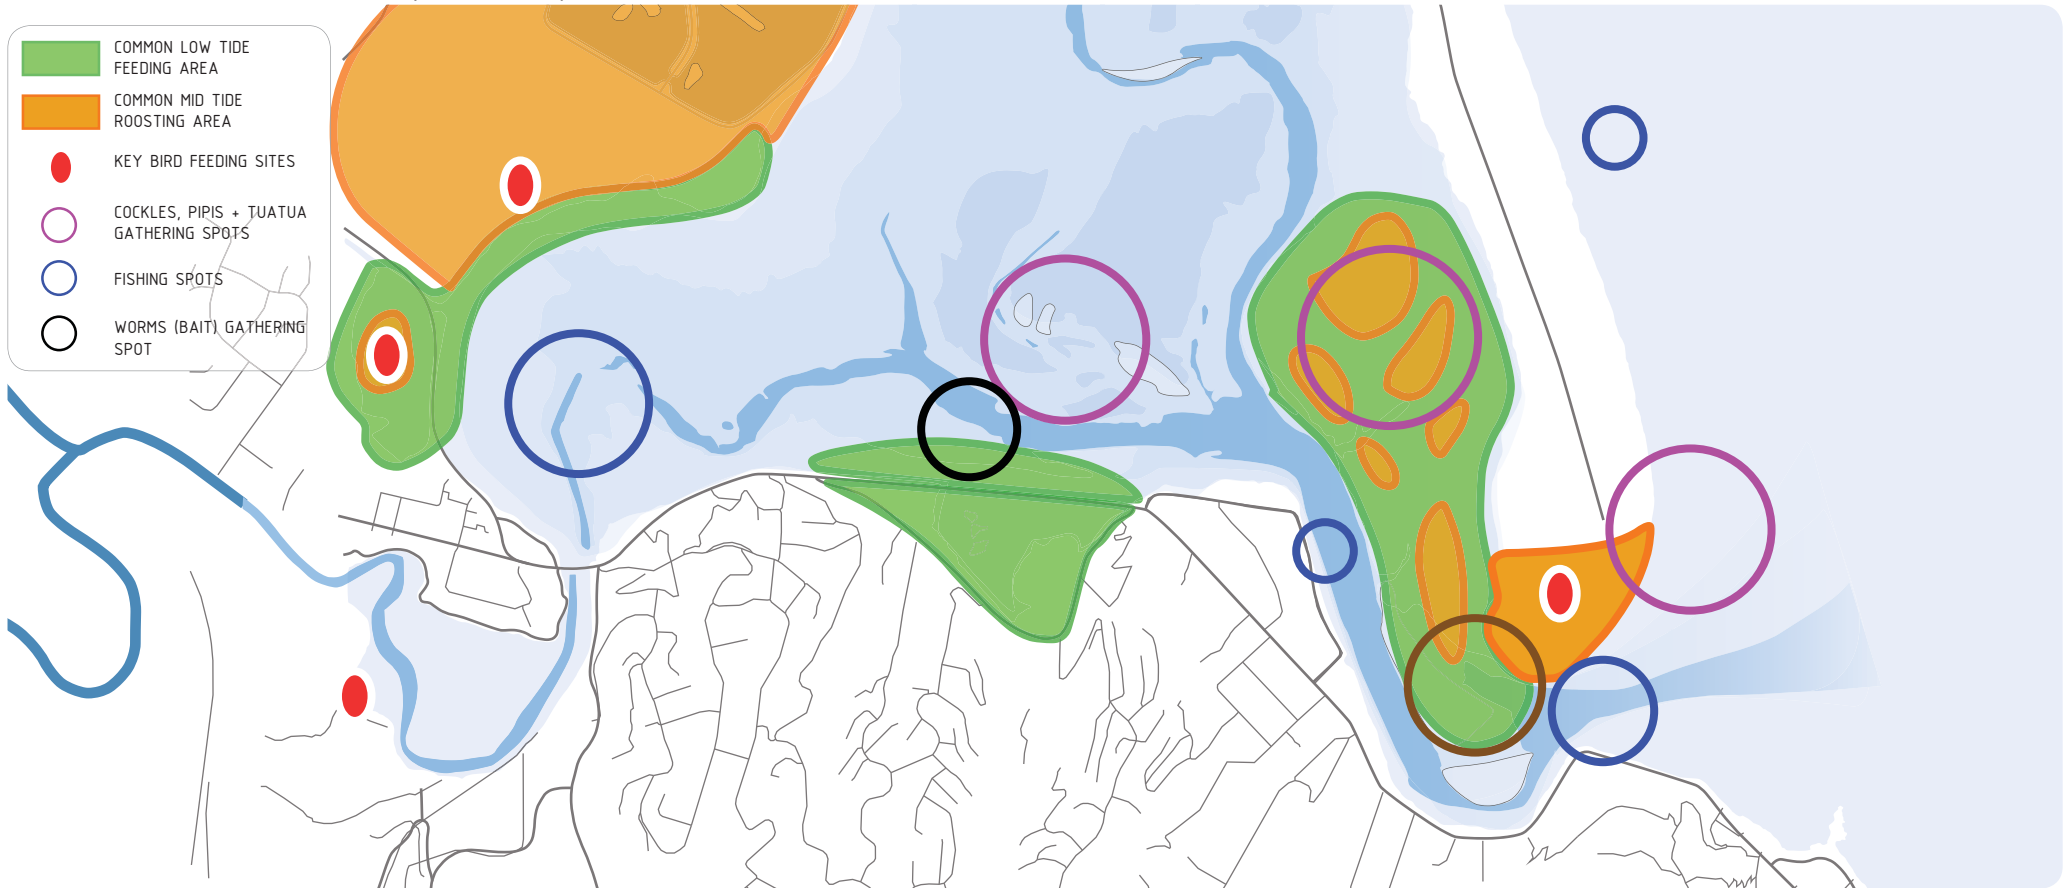 COMMON LOW TIDE
FEEDING AREA
COMMON MID TIDE
ROOSTING AREA
KEY BIRD FEEDING SITES
COCKLES, PIPIS + TUATUA
GATHERING SPOTS
FISHING SPOTS
WORMS (BAIT) GATHERING
SPOT